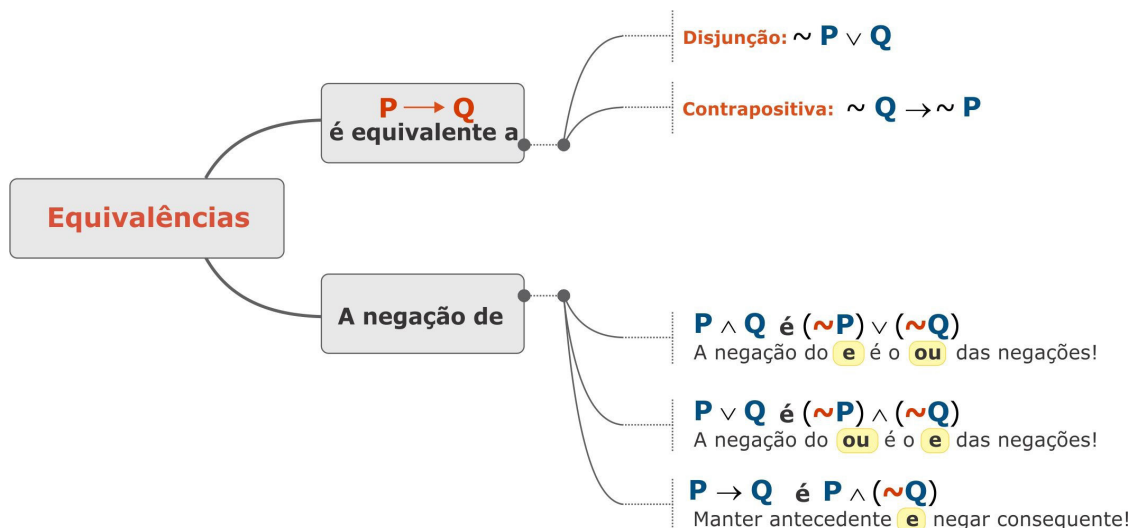 Equivalências
P → Q
é equivalente a
Disjunção: ~ P ∨ Q
Contrapositiva: ~ Q → ~ P
A negação de
P ∧ Q é (~P) ∨ (~Q)
A negação do e é o ou das negações!
P ∨ Q é (~P) ∧ (~Q)
A negação do ou é o e das negações!
P → Q é P ∧ (~Q)
Manter antecedente e negar consequente!